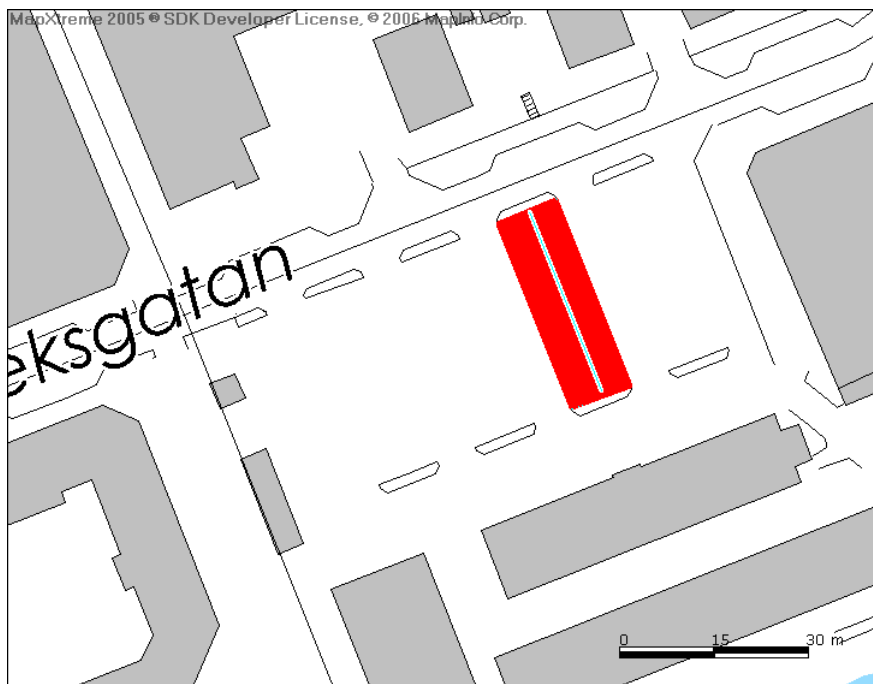 MapXtreme 2005 ® SDK Developer License, © 2006 MapInfo Corp.
eksgatan
0 15 30 m